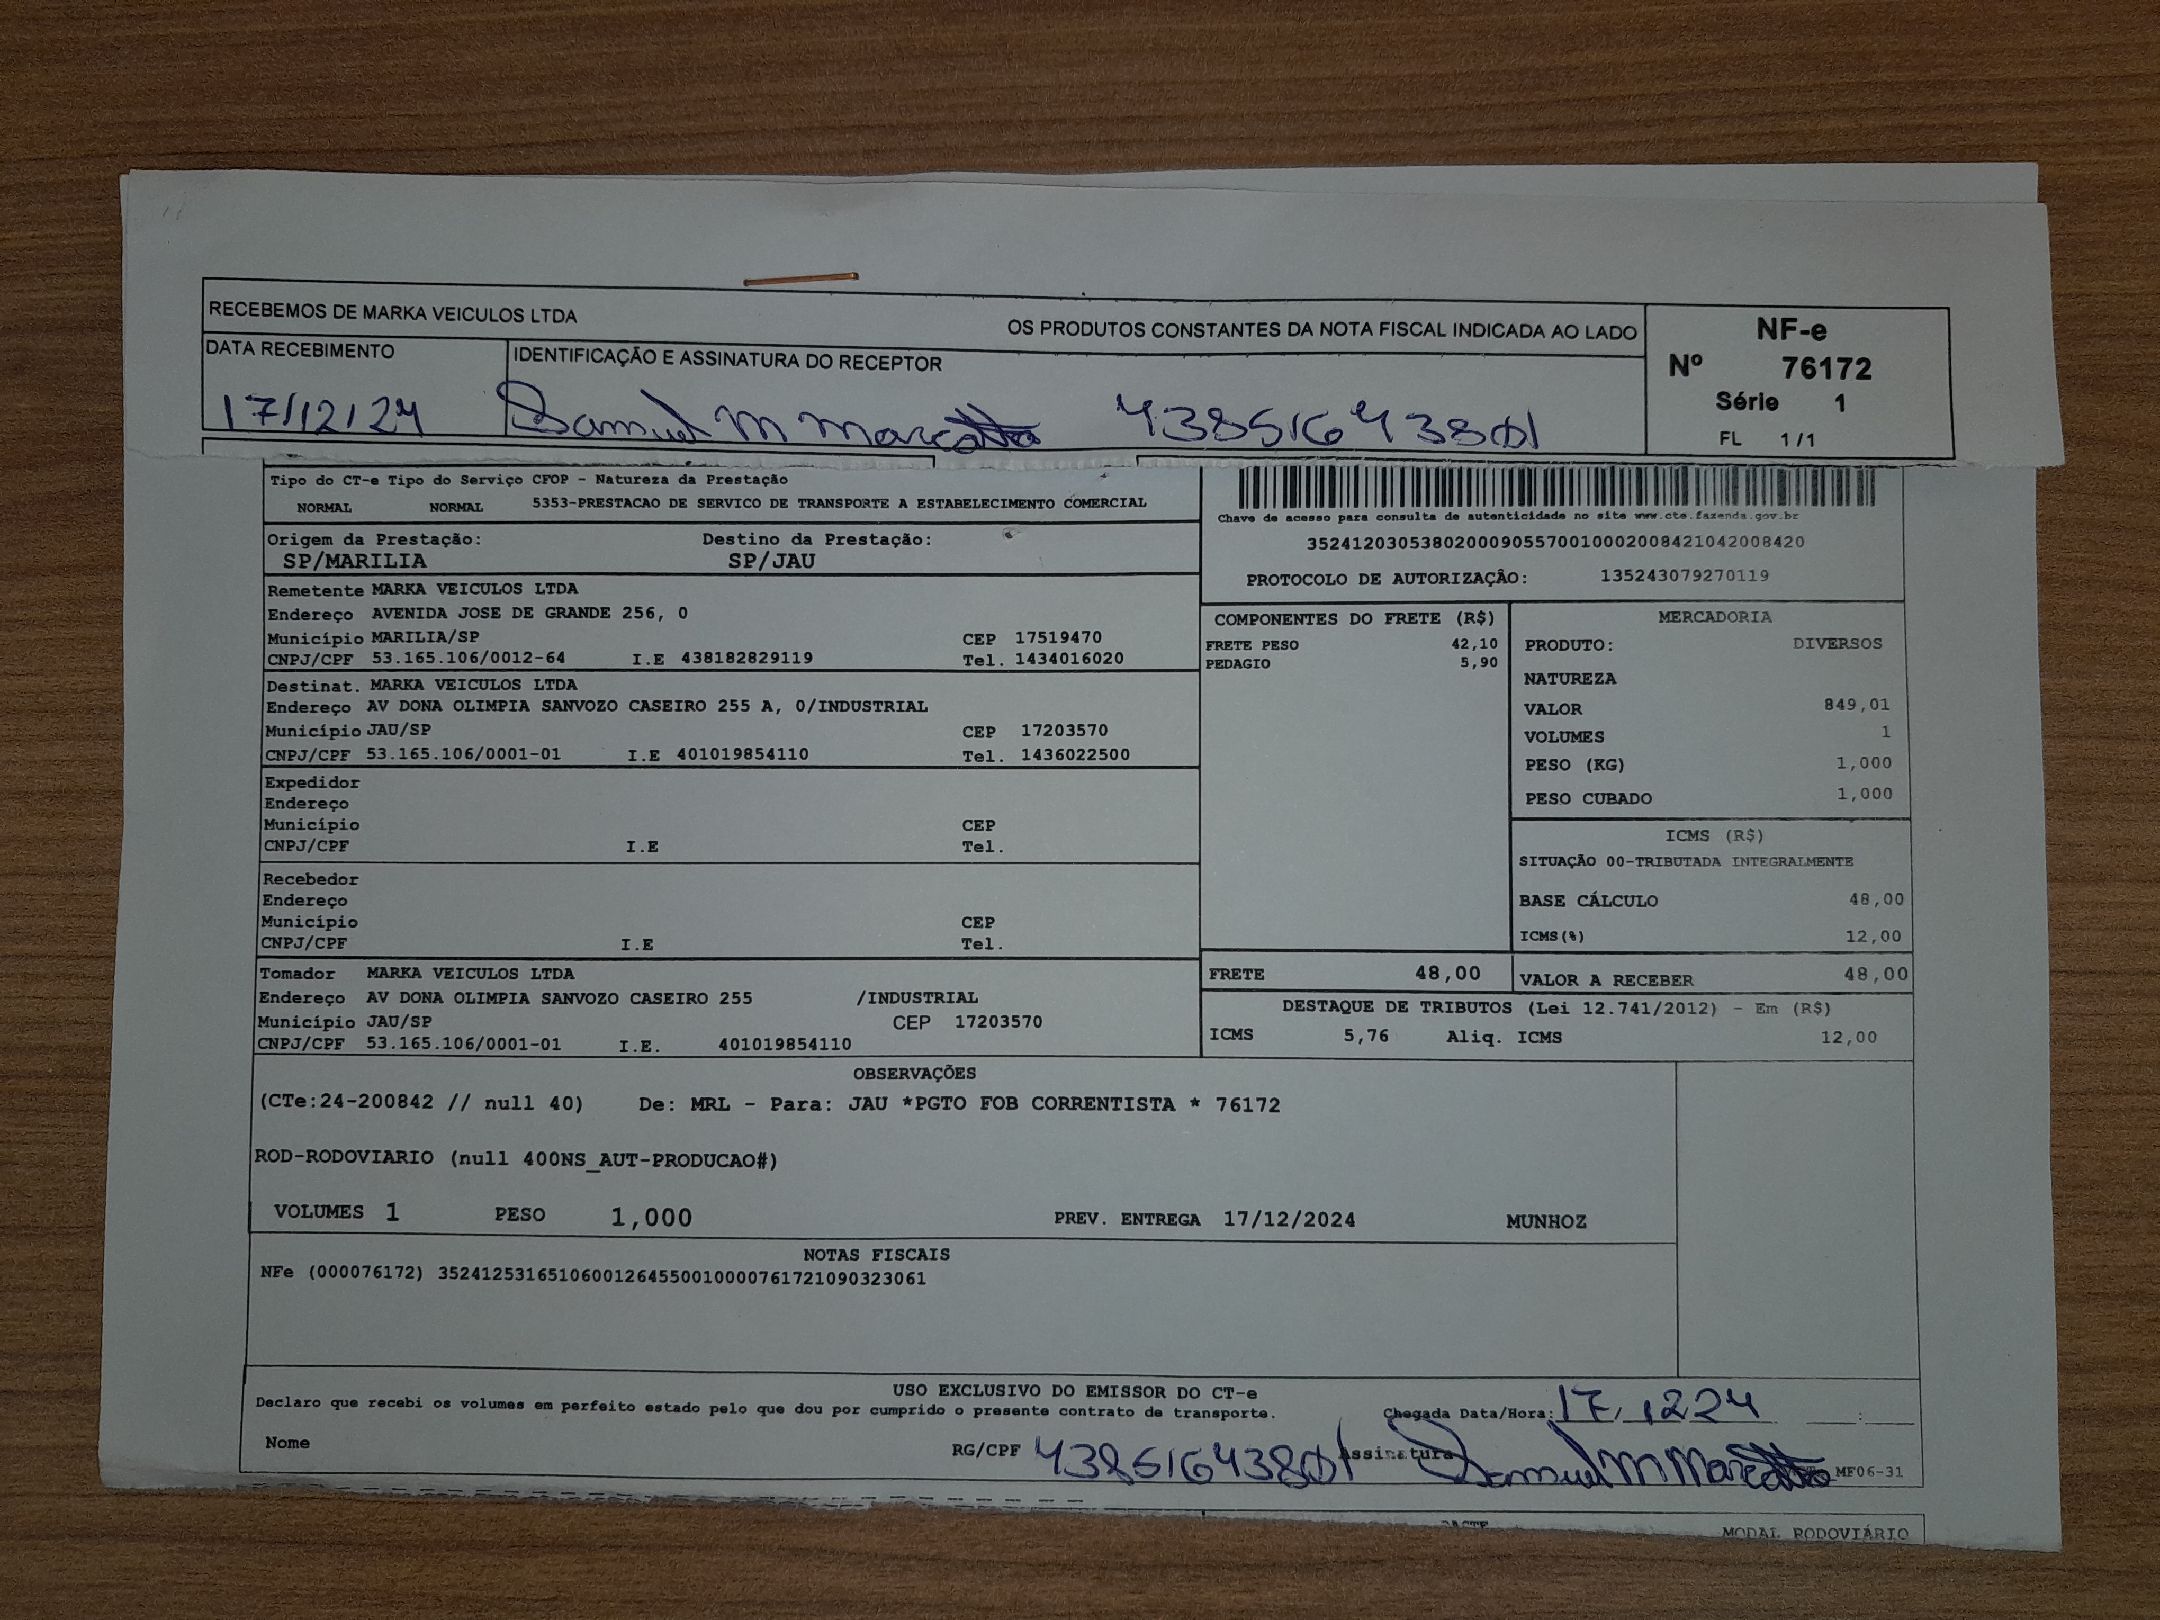 RECEBEMOS DE MARKA VEICULOS LTDA OS PRODUTOS CONSTANTES DA NOTA FISCAL INDICADA AO LADO
NF-e
Nº 76172
Série 1
FL 1/1
DATA RECEBIMENTO IDENTIFICAÇÃO E ASSINATURA DO RECEPTOR
17/12/24 Samuel M 43851643801
Tipo do CT-e Tipo do Serviço CFOP - Natureza da Prestação
NORMAL NORMAL 5353-PRESTACAO DE SERVICO DE TRANSPORTE A ESTABELECIMENTO COMERCIAL
Chave de acesso para consulta de autenticidade no site www.cte.fazenda.gov.br
35241203053802000905570010002008421042008420
PROTOCOLO DE AUTORIZAÇÃO: 135243079270119
Origem da Prestação: Destino da Prestação:
SP/MARILIA SP/JAU
Remetente MARKA VEICULOS LTDA
Endereço AVENIDA JOSE DE GRANDE 256, 0
Município MARILIA/SP CEP 17519470
CNPJ/CPF 53.165.106/0012-64 I.E 438182829119 Tel. 1434016020
Destinat. MARKA VEICULOS LTDA
Endereço AV DONA OLIMPIA SANVOZO CASEIRO 255 A, 0/INDUSTRIAL
Município JAU/SP CEP 17203570
CNPJ/CPF 53.165.106/0001-01 I.E 401019854110 Tel. 1436022500
Expedidor
Endereço
Município CEP
CNPJ/CPF I.E Tel.
Recebedor
Endereço
Município CEP
CNPJ/CPF I.E Tel.
Tomador MARKA VEICULOS LTDA
Endereço AV DONA OLIMPIA SANVOZO CASEIRO 255 /INDUSTRIAL
Município JAU/SP CEP 17203570
CNPJ/CPF 53.165.106/0001-01 I.E. 401019854110
COMPONENTES DO FRETE (R$)
FRETE PESO 42,10
PEDAGIO 5,90
MERCADORIA
PRODUTO: DIVERSOS
NATUREZA
VALOR 849,01
VOLUMES 1
PESO (KG) 1,000
PESO CUBADO 1,000
ICMS (R$)
SITUAÇÃO 00-TRIBUTADA INTEGRALMENTE
BASE CÁLCULO 48,00
ICMS(%) 12,00
FRETE 48,00 VALOR A RECEBER 48,00
DESTAQUE DE TRIBUTOS (Lei 12.741/2012) - Em (R$)
ICMS 5,76 Aliq. ICMS 12,00
OBSERVAÇÕES
(CTe:24-200842 // null 40) De: MRL - Para: JAU *PGTO FOB CORRENTISTA * 76172
ROD-RODOVIARIO (null 400NS_AUT-PRODUCAO#)
VOLUMES 1 PESO 1,000 PREV. ENTREGA 17/12/2024 MUNHOZ
NOTAS FISCAIS
NFe (000076172) 35241253165106001264550010000761721090323061
USO EXCLUSIVO DO EMISSOR DO CT-e
Declaro que recebi os volumes em perfeito estado pelo que dou por cumprido o presente contrato de transporte. Chegada Data/Hora: 17, 12 24 :
Nome RG/CPF 43851643801 Assinatura Samuel M MF06-31
DACTE MODAL RODOVIÁRIO